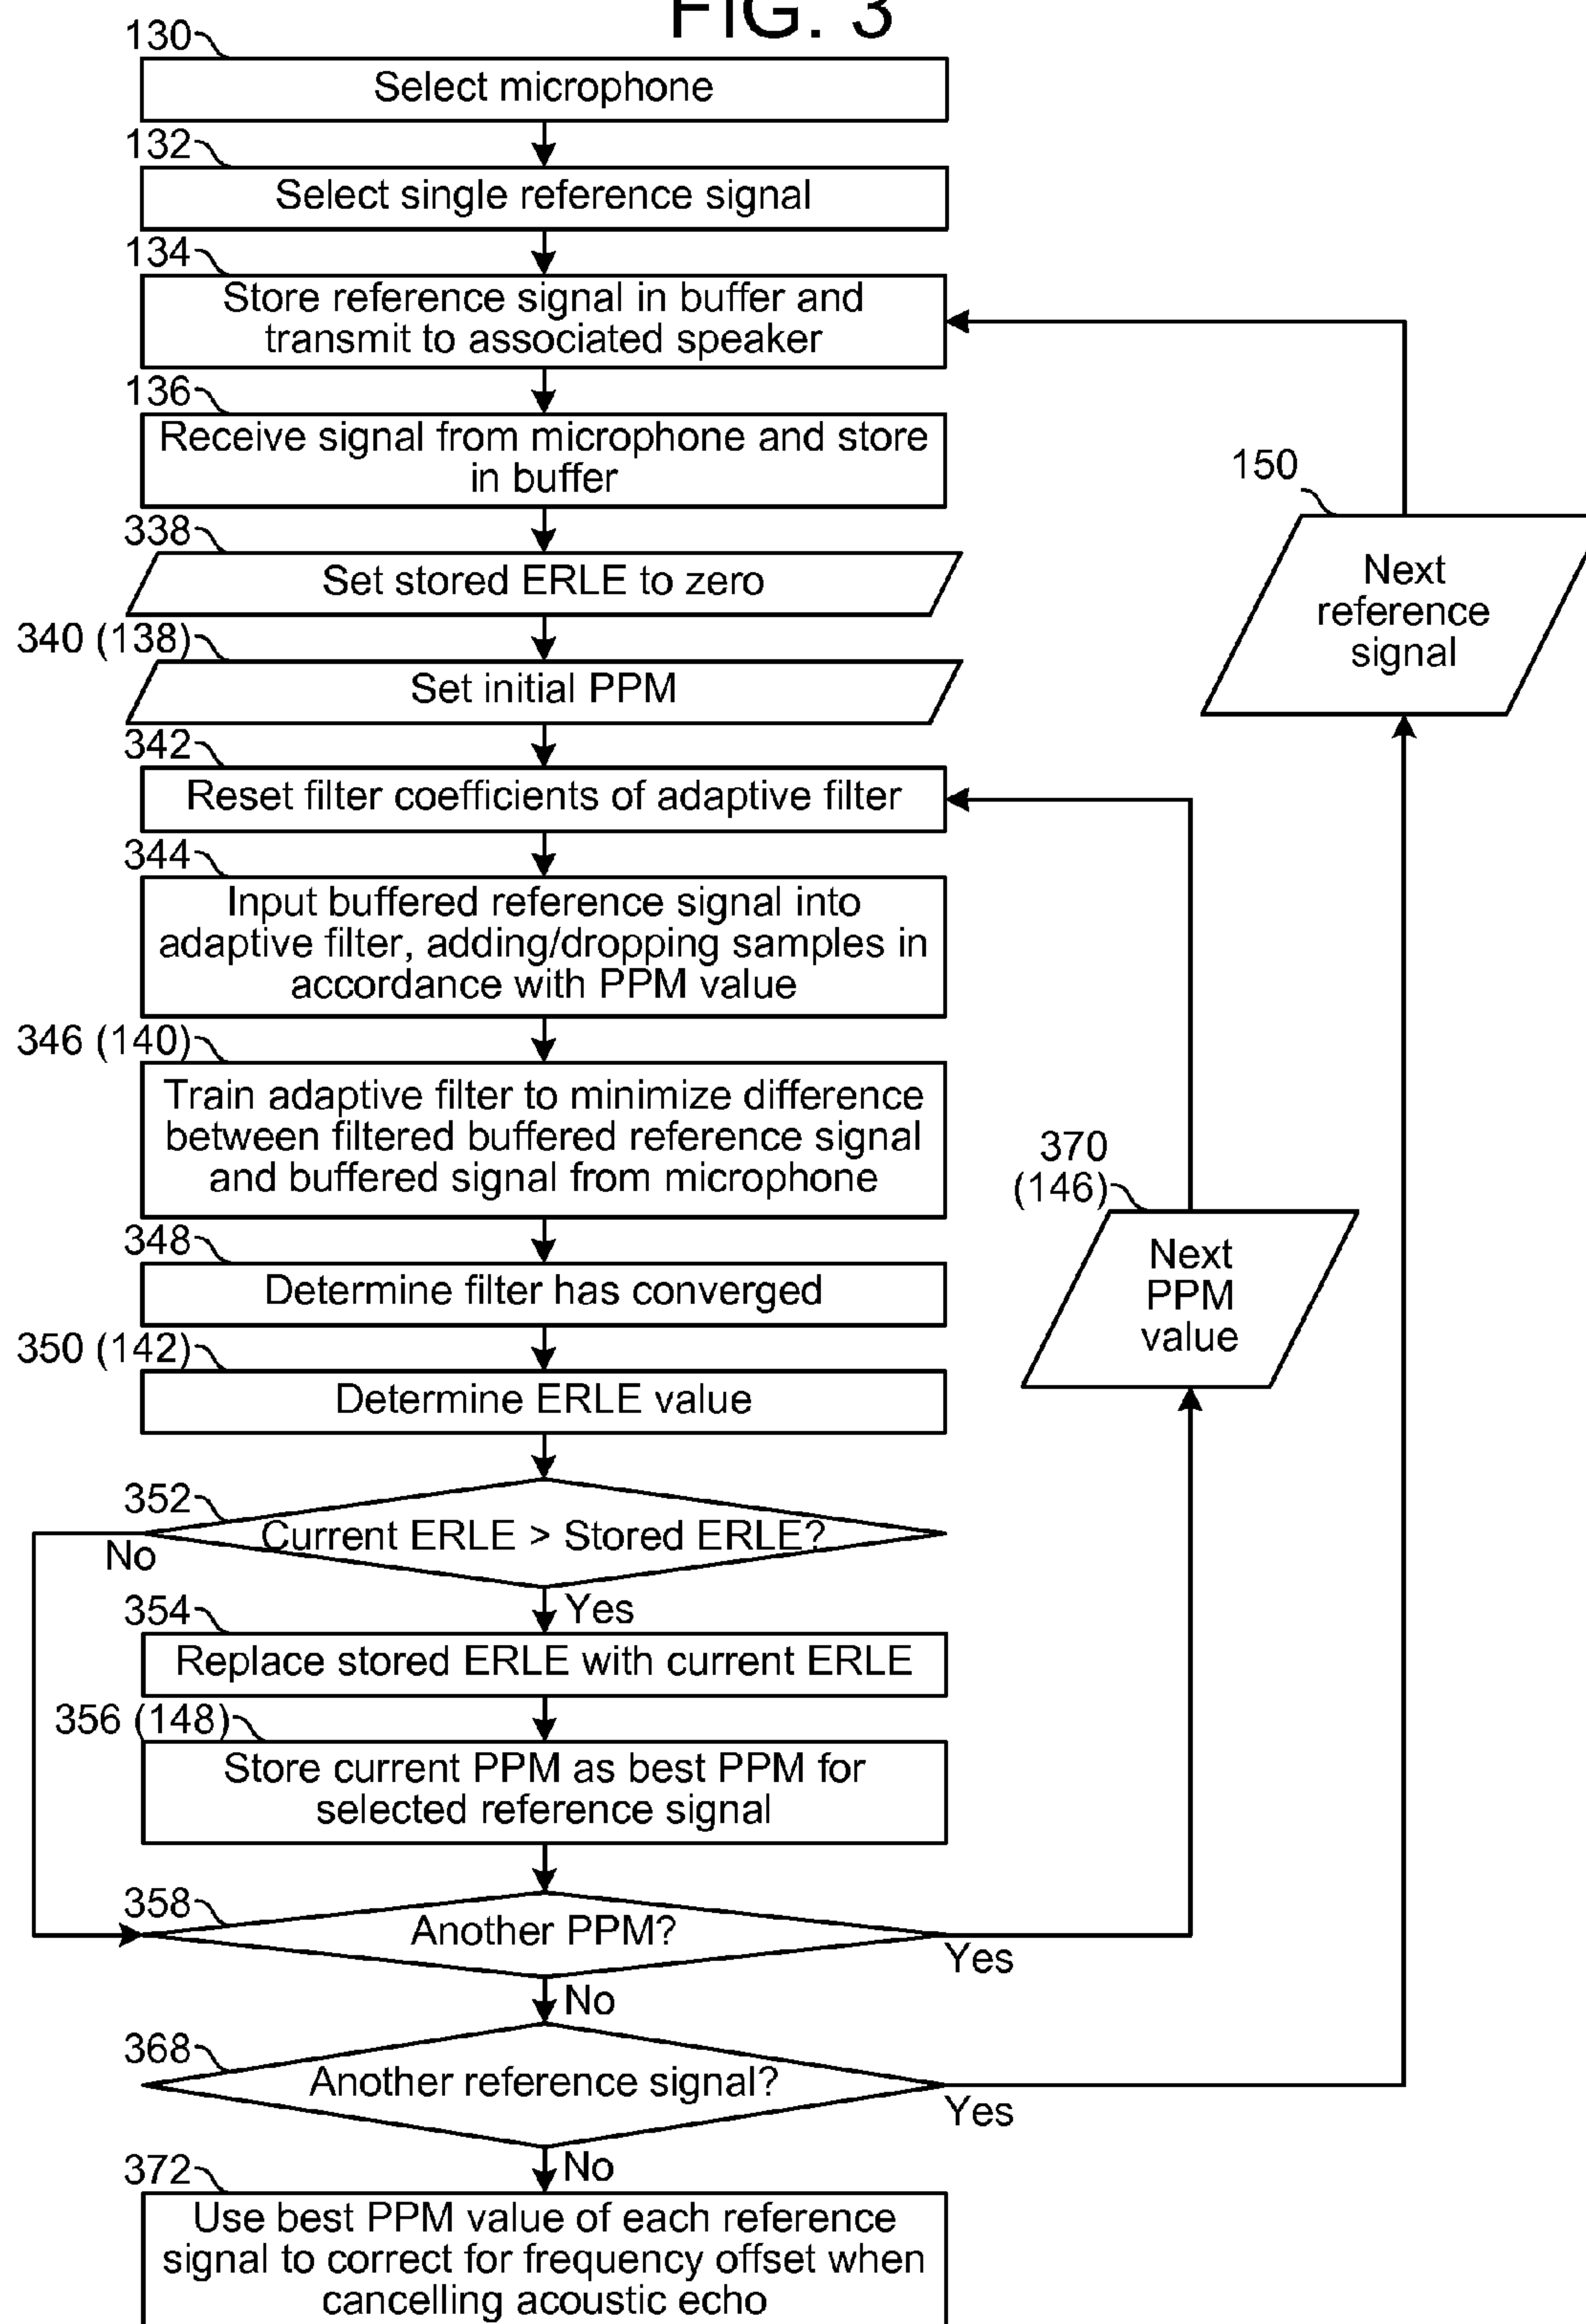 FIG. 3
130
Select microphone
132
Select single reference signal
134
Store reference signal in buffer and
transmit to associated speaker
136
Receive signal from microphone and store
in buffer
150
Next
reference
signal
338
Set stored ERLE to zero
340 (138)
Set initial PPM
342
Reset filter coefficients of adaptive filter
344
Input buffered reference signal into
adaptive filter, adding/dropping samples in
accordance with PPM value
346 (140)
Train adaptive filter to minimize difference
between filtered buffered reference signal
and buffered signal from microphone
370
(146)
Next
PPM
value
348
Determine filter has converged
350 (142)
Determine ERLE value
352
Current ERLE > Stored ERLE?
No
Yes
354
Replace stored ERLE with current ERLE
356 (148)
Store current PPM as best PPM for
selected reference signal
358
Another PPM?
Yes
No
368
Another reference signal?
Yes
No
372
Use best PPM value of each reference
signal to correct for frequency offset when
cancelling acoustic echo